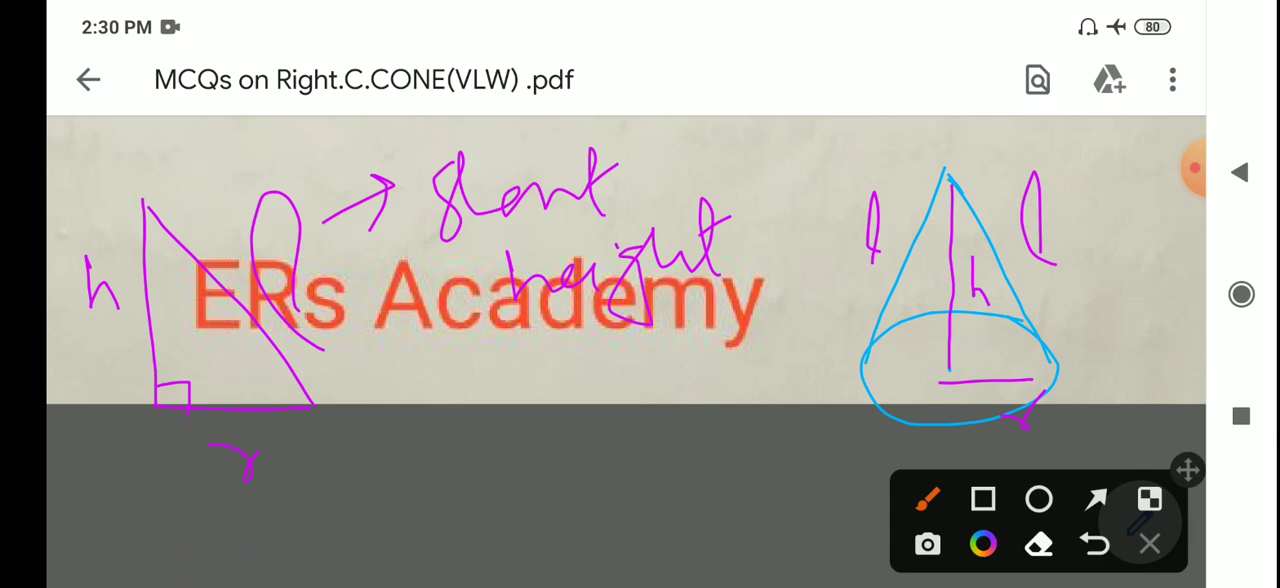 2:30 PM
80
MCQs on Right.C.CONE(VLW) .pdf
l → slant
height
h
ERs Academy
r
l
l
h
r